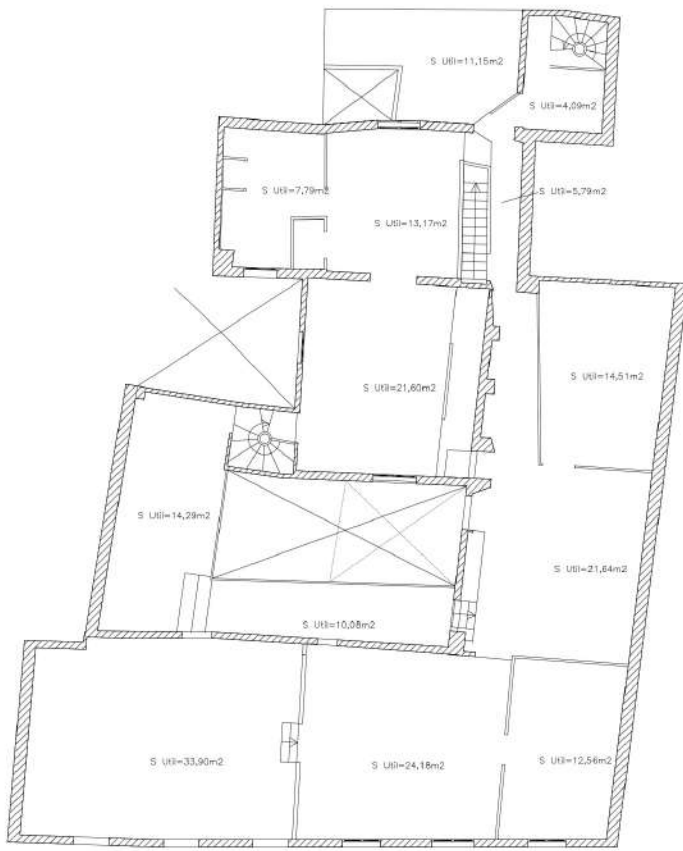 S Util=11,15m2
S Util=4,09m2
S Util=7,79m2
S Util=5,79m2
S Util=13,17m2
S Util=14,51m2
S Util=21,60m2
S Util=14,29m2
S Util=21,64m2
S Util=10,08m2
S Util=33,90m2
S Util=24,18m2
S Util=12,56m2